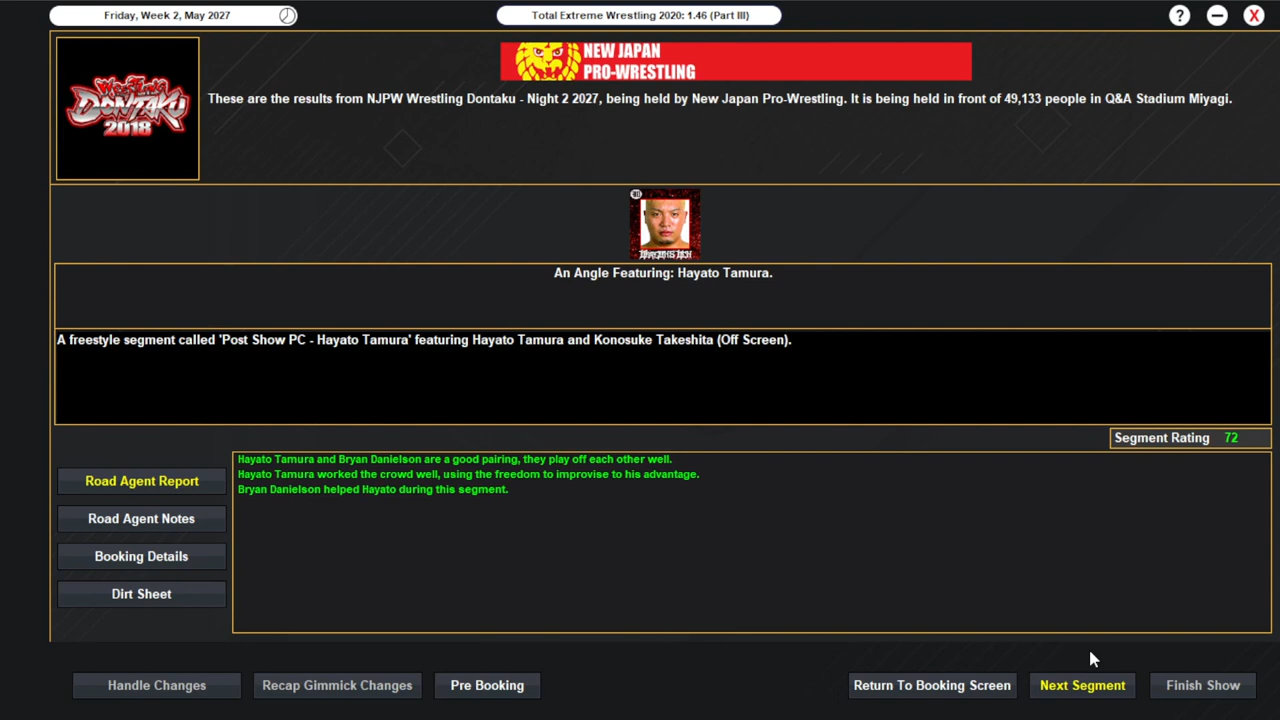 Friday, Week 2, May 2027
Total Extreme Wrestling 2020: 1.46 (Part III)
?
X
NEW JAPAN
PRO-WRESTLING
WRESTLING
DONTAKU
2018
These are the results from NJPW Wrestling Dontaku - Night 2 2027, being held by New Japan Pro-Wrestling. It is being held in front of 49,133 people in Q&A Stadium Miyagi.
An Angle Featuring: Hayato Tamura.
A freestyle segment called 'Post Show PC - Hayato Tamura' featuring Hayato Tamura and Konosuke Takeshita (Off Screen).
Segment Rating 72
Road Agent Report
Road Agent Notes
Booking Details
Dirt Sheet
Hayato Tamura and Bryan Danielson are a good pairing, they play off each other well.
Hayato Tamura worked the crowd well, using the freedom to improvise to his advantage.
Bryan Danielson helped Hayato during this segment.
Handle Changes
Recap Gimmick Changes
Pre Booking
Return To Booking Screen
Next Segment
Finish Show